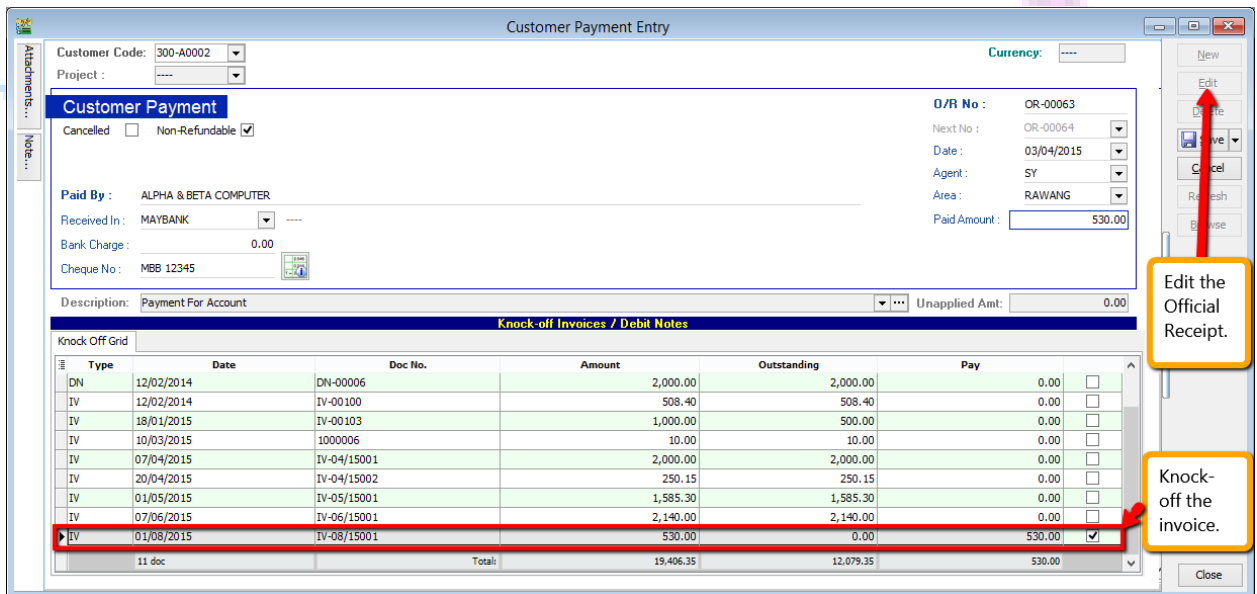 Customer Payment Entry
Attachments...
Note...
Customer Code: 300-A0002
Currency: ----
Project : ----
Customer Payment
Cancelled Non-Refundable
O/R No : OR-00063
Next No : OR-00064
Date : 03/04/2015
Agent : SY
Paid By : ALPHA & BETA COMPUTER
Area : RAWANG
Received In : MAYBANK ----
Paid Amount : 530.00
Bank Charge : 0.00
Cheque No : MBB 12345
Description: Payment For Account
Unapplied Amt: 0.00
Knock-off Invoices / Debit Notes
Knock Off Grid
Type Date Doc No. Amount Outstanding Pay
DN 12/02/2014 DN-00006 2,000.00 2,000.00 0.00
IV 12/02/2014 IV-00100 508.40 508.40 0.00
IV 18/01/2015 IV-00103 1,000.00 500.00 0.00
IV 10/03/2015 1000006 10.00 10.00 0.00
IV 07/04/2015 IV-04/15001 2,000.00 2,000.00 0.00
IV 20/04/2015 IV-04/15002 250.15 250.15 0.00
IV 01/05/2015 IV-05/15001 1,585.30 1,585.30 0.00
IV 07/06/2015 IV-06/15001 2,140.00 2,140.00 0.00
IV 01/08/2015 IV-08/15001 530.00 0.00 530.00
11 doc Total: 19,406.35 12,079.35 530.00
New
Edit
Delete
Save
Cancel
Refresh
Browse
Edit the
Official
Receipt.
Knock-
off the
invoice.
Close